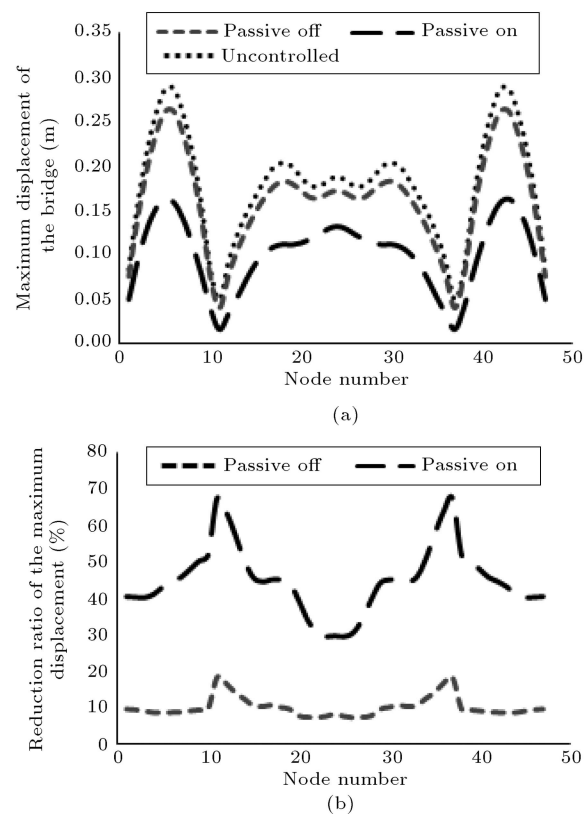 Passive off
Passive on
Uncontrolled
Maximum displacement of
the bridge (m)
0.35
0.30
0.25
0.20
0.15
0.10
0.05
0.00
0
10
20
30
40
50
Node number
(a)
Passive off
Passive on
Reduction ratio of the maximum
displacement (%)
80
70
60
50
40
30
20
10
0
0
10
20
30
40
50
Node number
(b)